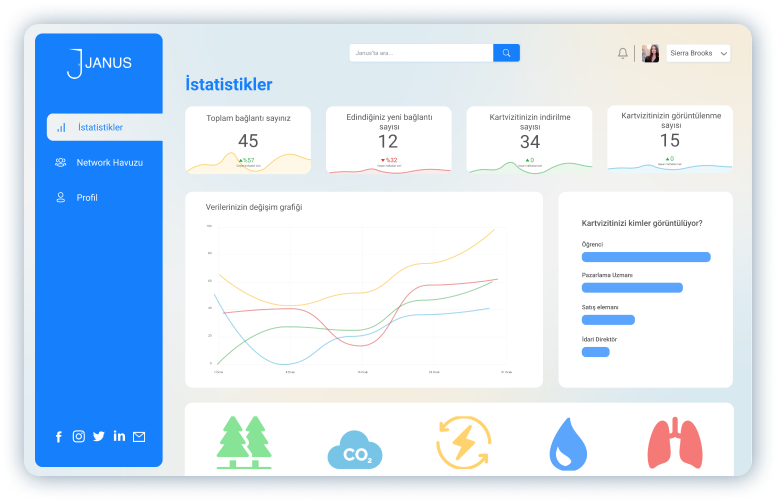 JANUS
İstatistikler
Network Havuzu
Profil
Janus'ta ara...
Sierra Brooks
İstatistikler
Toplam bağlantı sayınız
45
▲%57
Edindiğiniz yeni bağlantı
sayısı
12
▼%32
Kartvizitinizin indirilme
sayısı
34
▲0
Kartvizitinizin görüntülenme
sayısı
15
▲0
Verilerinizin değişim grafiği
100
80
60
40
20
0
Kartvizitinizi kimler görüntülüyor?
Öğrenci
Pazarlama Uzmanı
Satış elemanı
İdari Direktör
CO₂